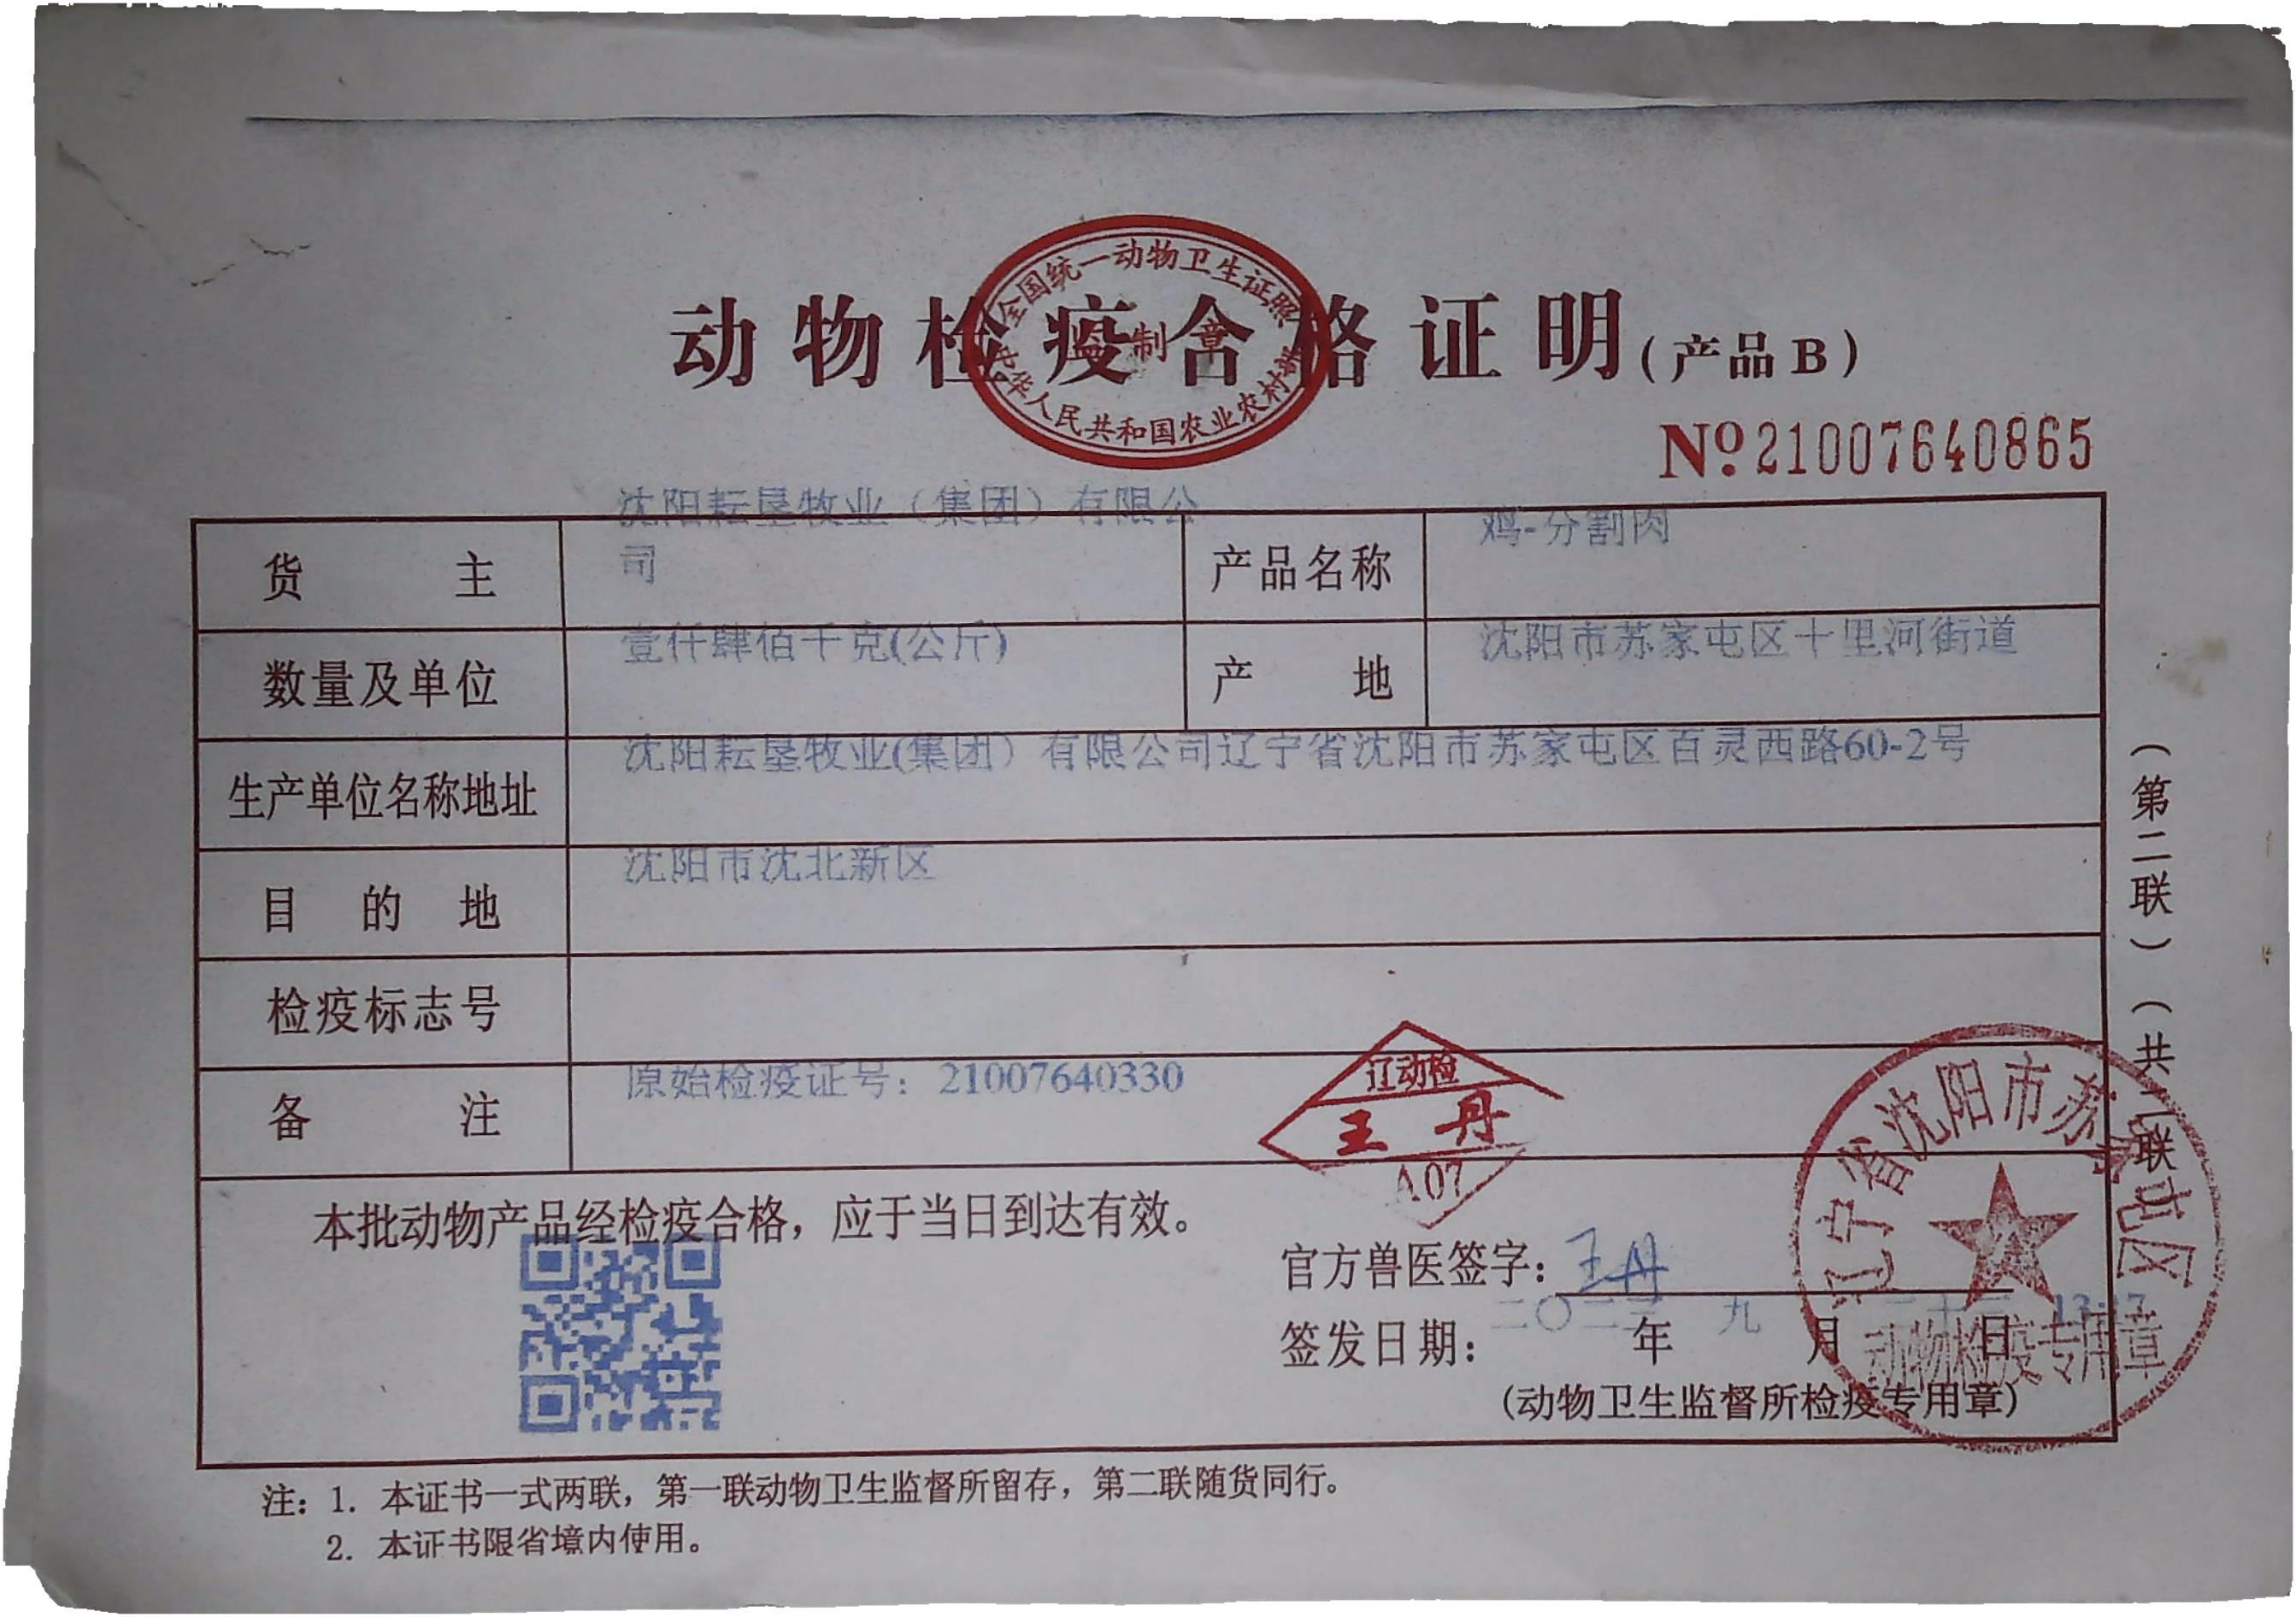 全国统一动物卫生证照
监制章
中华人民共和国农业农村部
动物检疫合格证明(产品B)
№21007640865
沈阳耘垦牧业（集团）有限公
司
货主
产品名称
鸡-分割肉
数量及单位
壹仟肆佰千克(公斤)
产地
沈阳市苏家屯区十里河街道
生产单位名称地址
沈阳耘垦牧业(集团）有限公司辽宁省沈阳市苏家屯区百灵西路60-2号
目的地
沈阳市沈北新区
检疫标志号
备注
原始检疫证号：21007640330
辽动检
王丹
A07
本批动物产品经检疫合格，应于当日到达有效。
官方兽医签字：王丹
签发日期：二〇二 年 九 月 日
(动物卫生监督所检疫专用章)
辽宁省沈阳市苏家屯区
动物检疫专用章
（第二联）（共二联
注：1. 本证书一式两联，第一联动物卫生监督所留存，第二联随货同行。
2. 本证书限省境内使用。